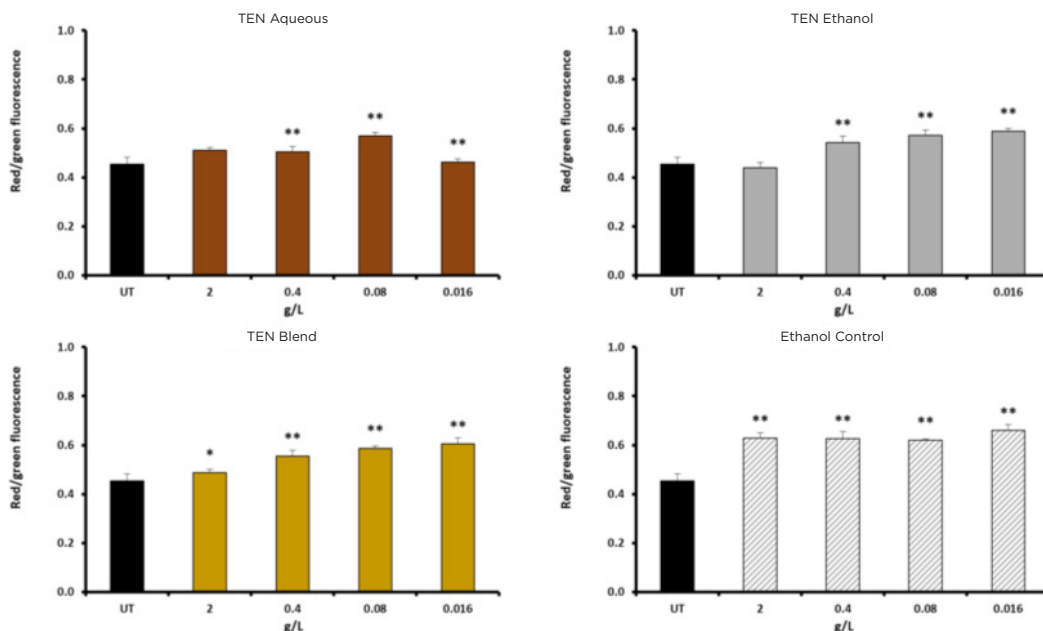 TEN Aqueous
Red/green fluorescence
1.0
0.8
0.6
0.4
0.2
0.0
** ** **
UT 2 0.4 0.08 0.016
g/L
TEN Ethanol
Red/green fluorescence
1.0
0.8
0.6
0.4
0.2
0.0
** ** **
UT 2 0.4 0.08 0.016
g/L
TEN Blend
Red/green fluorescence
1.0
0.8
0.6
0.4
0.2
0.0
* ** ** **
UT 2 0.4 0.08 0.016
g/L
Ethanol Control
Red/green fluorescence
1.0
0.8
0.6
0.4
0.2
0.0
** ** ** **
UT 2 0.4 0.08 0.016
g/L